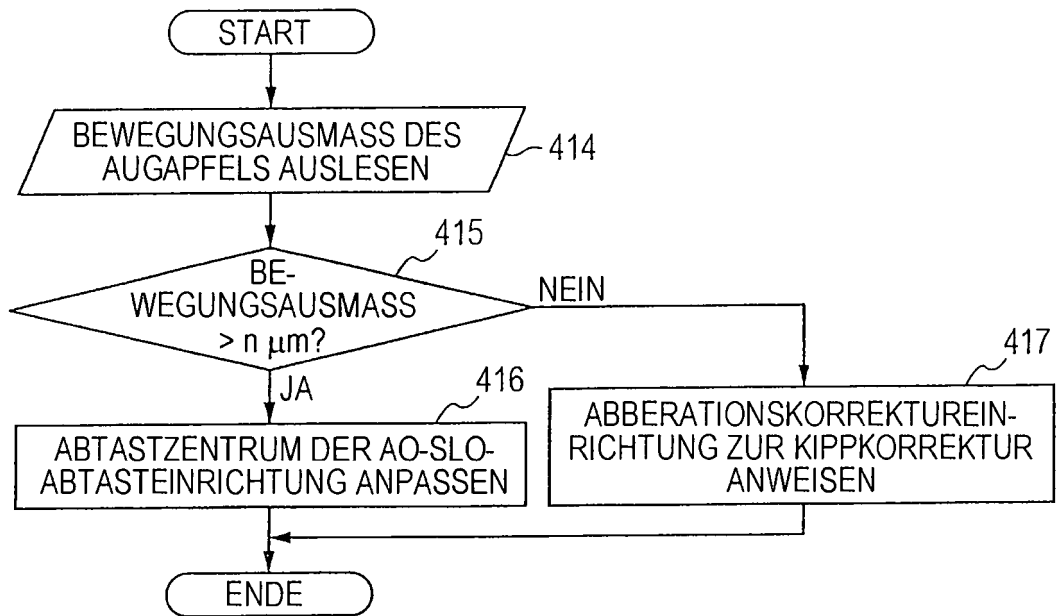 START
BEWEGUNGSAUSMASS DES
AUGAPFELS AUSLESEN
414
415
BE-
WEGUNGSAUSMASS
> n μm?
NEIN
JA
416
417
ABTASTZENTRUM DER AO-SLO-
ABTASTEINRICHTUNG ANPASSEN
ABBERATIONSKORREKTUREIN-
RICHTUNG ZUR KIPPKORREKTUR
ANWEISEN
ENDE